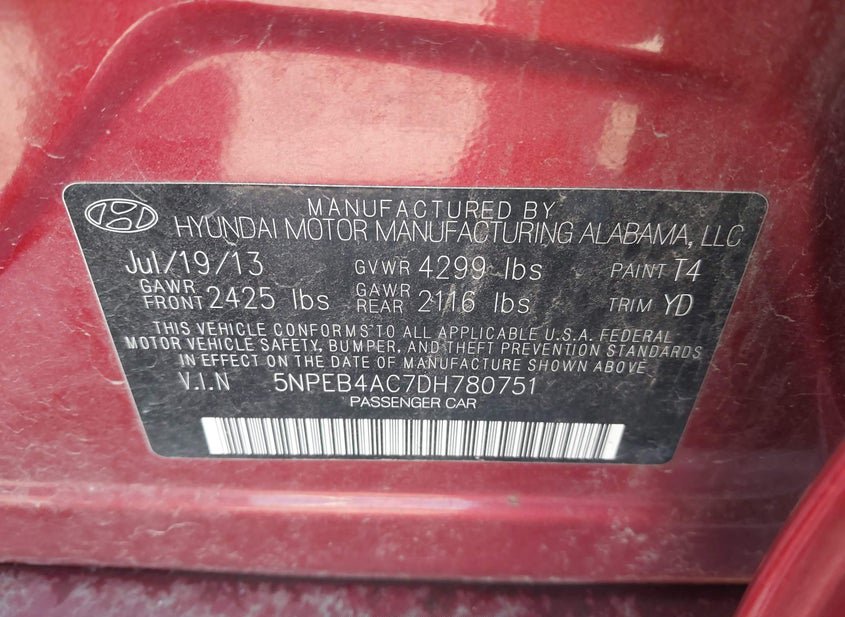 MANUFACTURED BY
HYUNDAI MOTOR MANUFACTURING ALABAMA, LLC
Jul/19/13 GVWR 4299 lbs PAINT T4
GAWR FRONT 2425 lbs GAWR REAR 2116 lbs TRIM YD
THIS VEHICLE CONFORMS TO ALL APPLICABLE U.S.A. FEDERAL
MOTOR VEHICLE SAFETY, BUMPER, AND THEFT PREVENTION STANDARDS
IN EFFECT ON THE DATE OF MANUFACTURE SHOWN ABOVE.
V.I.N 5NPEB4AC7DH780751
PASSENGER CAR